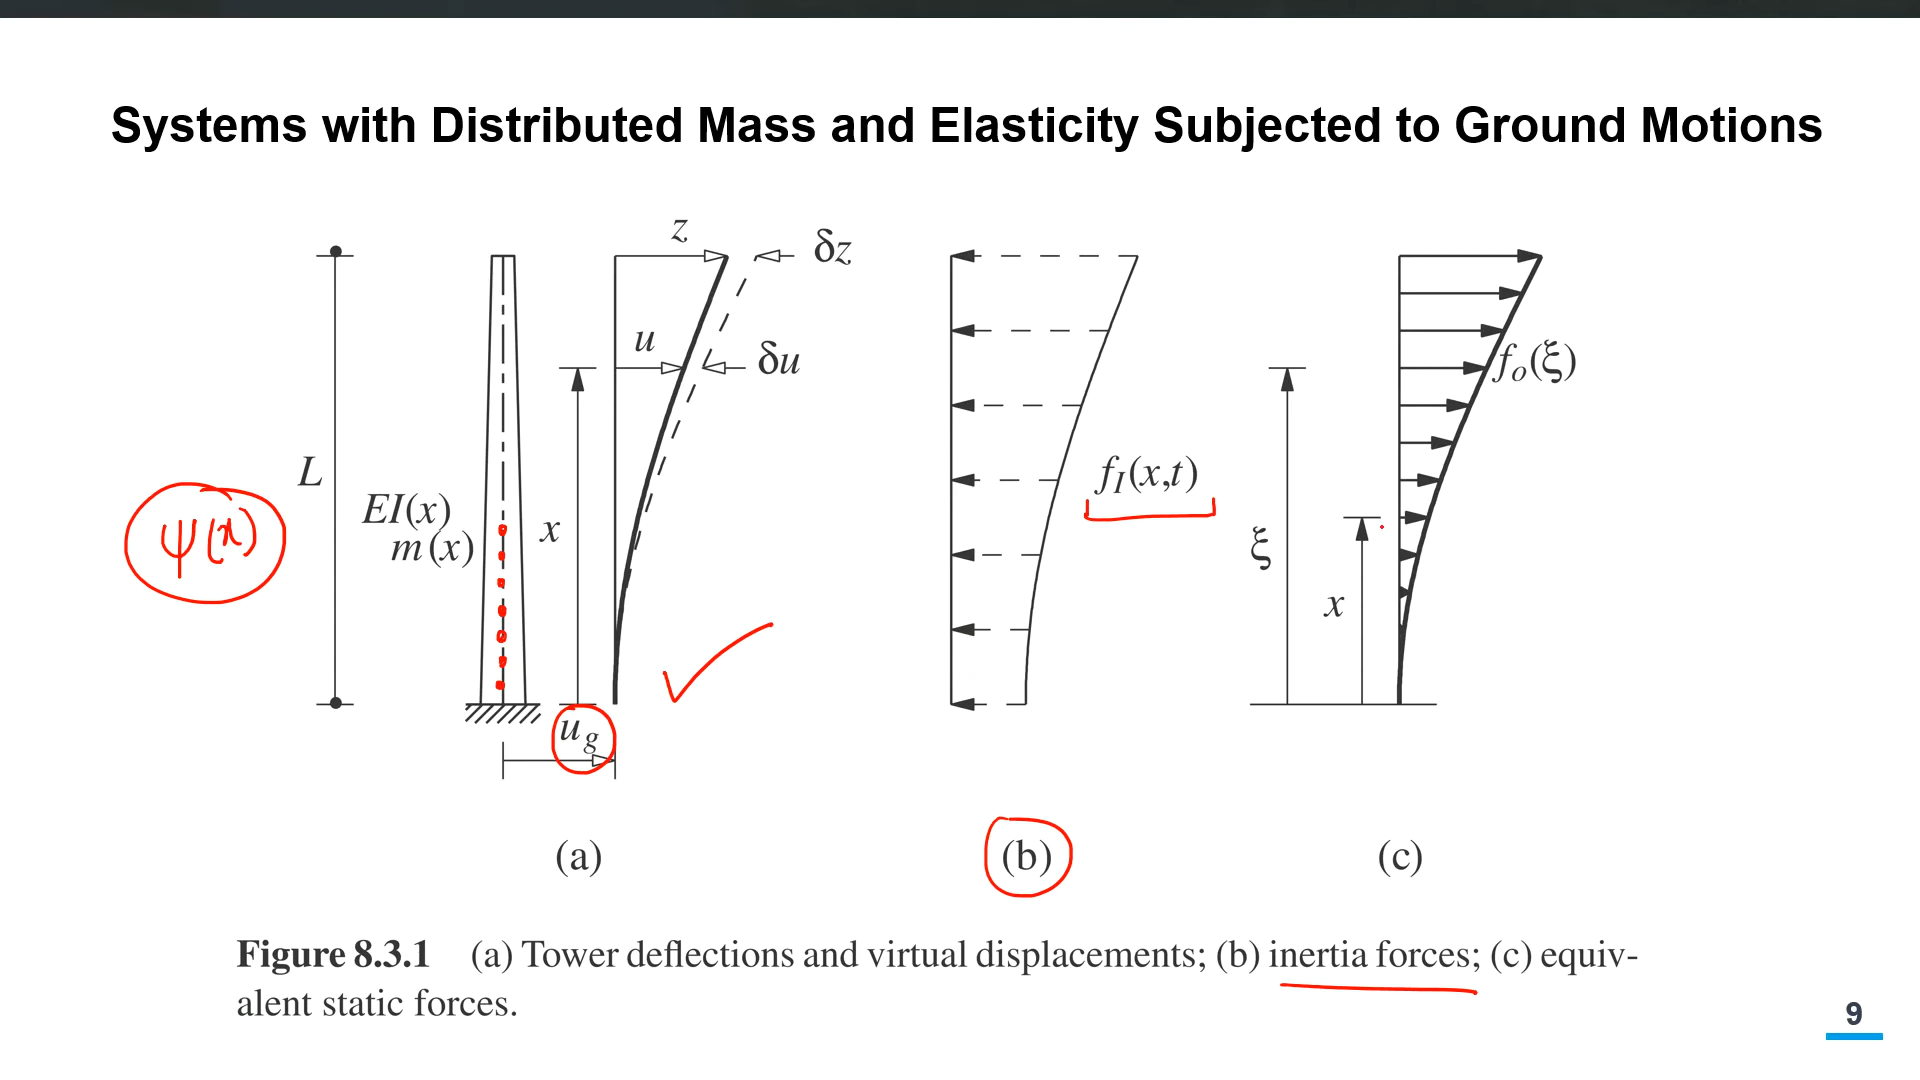 Systems with Distributed Mass and Elasticity Subjected to Ground Motions
z
δz
u
δu
L
EI(x)
m(x)
x
ψ(x)
u_g
f_I(x,t)
f_o(ξ)
ξ
x
(a)
(b)
(c)
Figure 8.3.1 (a) Tower deflections and virtual displacements; (b) inertia forces; (c) equiv-
alent static forces.
9